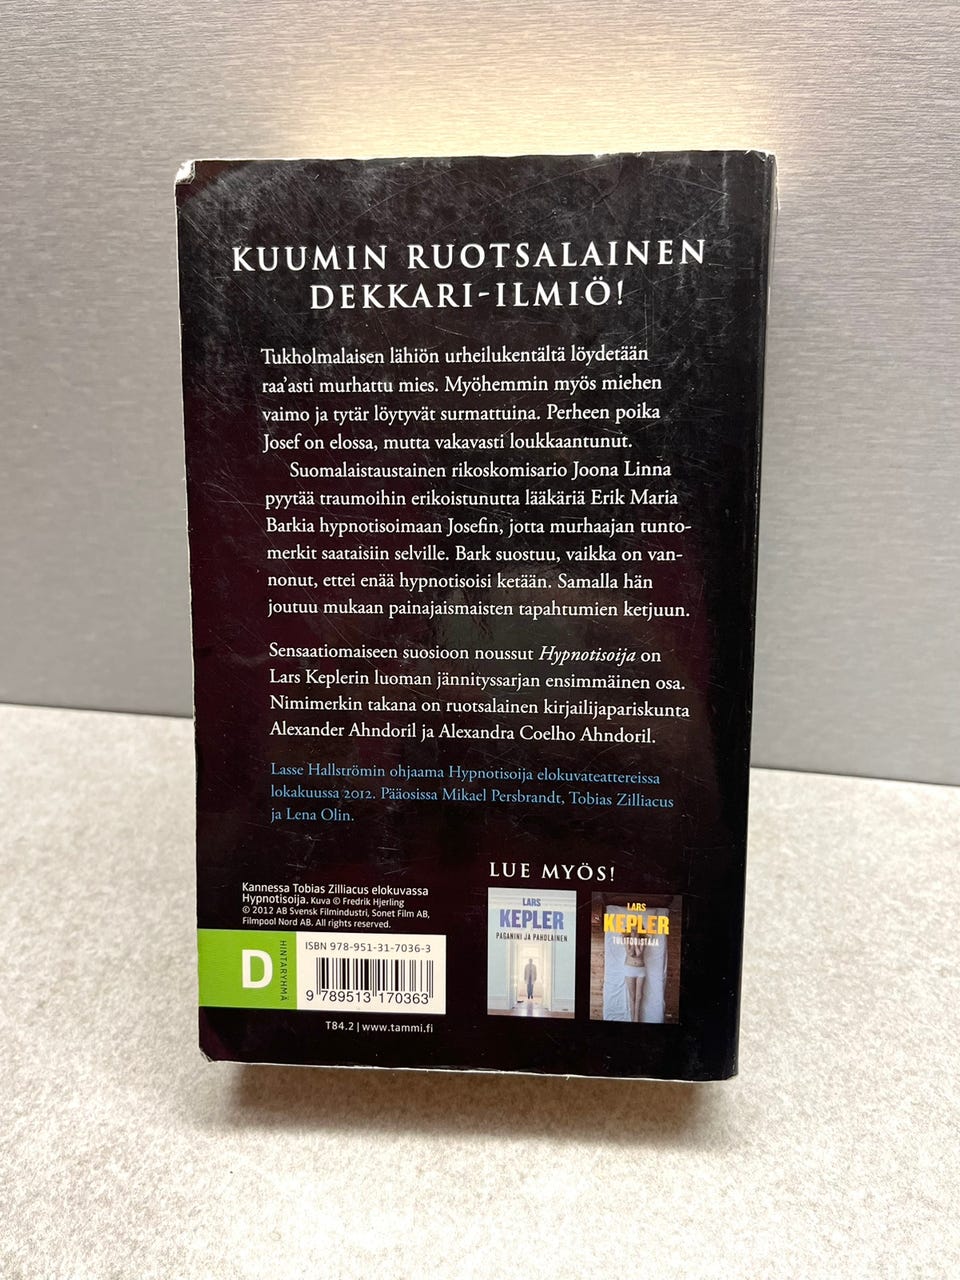 KUUMIN RUOTSALAINEN
DEKKARI-ILMIÖ!
Tukholmalaisen lähiön urheilukentältä löydetään
raa'asti murhattu mies. Myöhemmin myös miehen
vaimo ja tytär löytyvät surmattuina. Perheen poika
Josef on elossa, mutta vakavasti loukkaantunut.
Suomalaistaustainen rikoskomisario Joona Linna
pyytää traumoihin erikoistunutta lääkäriä Erik Maria
Barkia hypnotisoimaan Josefin, jotta murhaajan tunto-
merkit saataisiin selville. Bark suostuu, vaikka on van-
nonut, ettei enää hypnotisoisi ketään. Samalla hän
joutuu mukaan painajaismaisten tapahtumien ketjuun.
Sensaatiomaiseen suosioon noussut Hypnotisoija on
Lars Keplerin luoman jännityssarjan ensimmäinen osa.
Nimimerkin takana on ruotsalainen kirjailijapariskunta
Alexander Ahndoril ja Alexandra Coelho Ahndoril.
Lasse Hallströmin ohjaama Hypnotisoija elokuvateattereissa
lokakuussa 2012. Pääosissa Mikael Persbrandt, Tobias Zilliacus
ja Lena Olin.
LUE MYÖS!
LARS
KEPLER
PAGANINI JA PAHOLAINEN
LARS
KEPLER
TULITODISTAJA
Kannessa Tobias Zilliacus elokuvassa
Hypnotisoija. Kuva © Fredrik Hjerling
© 2012 AB Svensk Filmindustri, Sonet Film AB,
Filmpool Nord AB. All rights reserved.
D
HINTARYHMÄ
ISBN 978-951-31-7036-3
9 789513 170363
T84.2 | www.tammi.fi